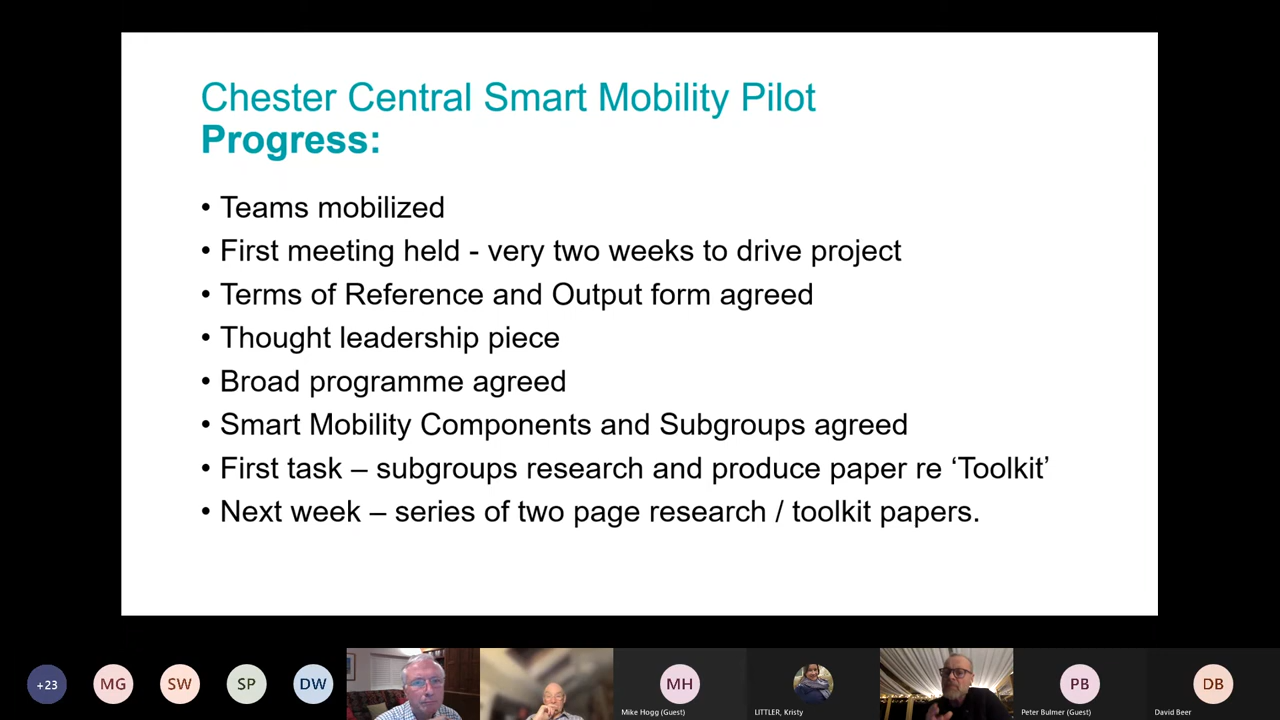 Chester Central Smart Mobility Pilot
Progress:
• Teams mobilized
• First meeting held - very two weeks to drive project
• Terms of Reference and Output form agreed
• Thought leadership piece
• Broad programme agreed
• Smart Mobility Components and Subgroups agreed
• First task – subgroups research and produce paper re ‘Toolkit’
• Next week – series of two page research / toolkit papers.
+23 MG SW SP DW MH PB DB
Mike Hogg (Guest) LITTLER, Kristy Peter Bulmer (Guest) David Beer